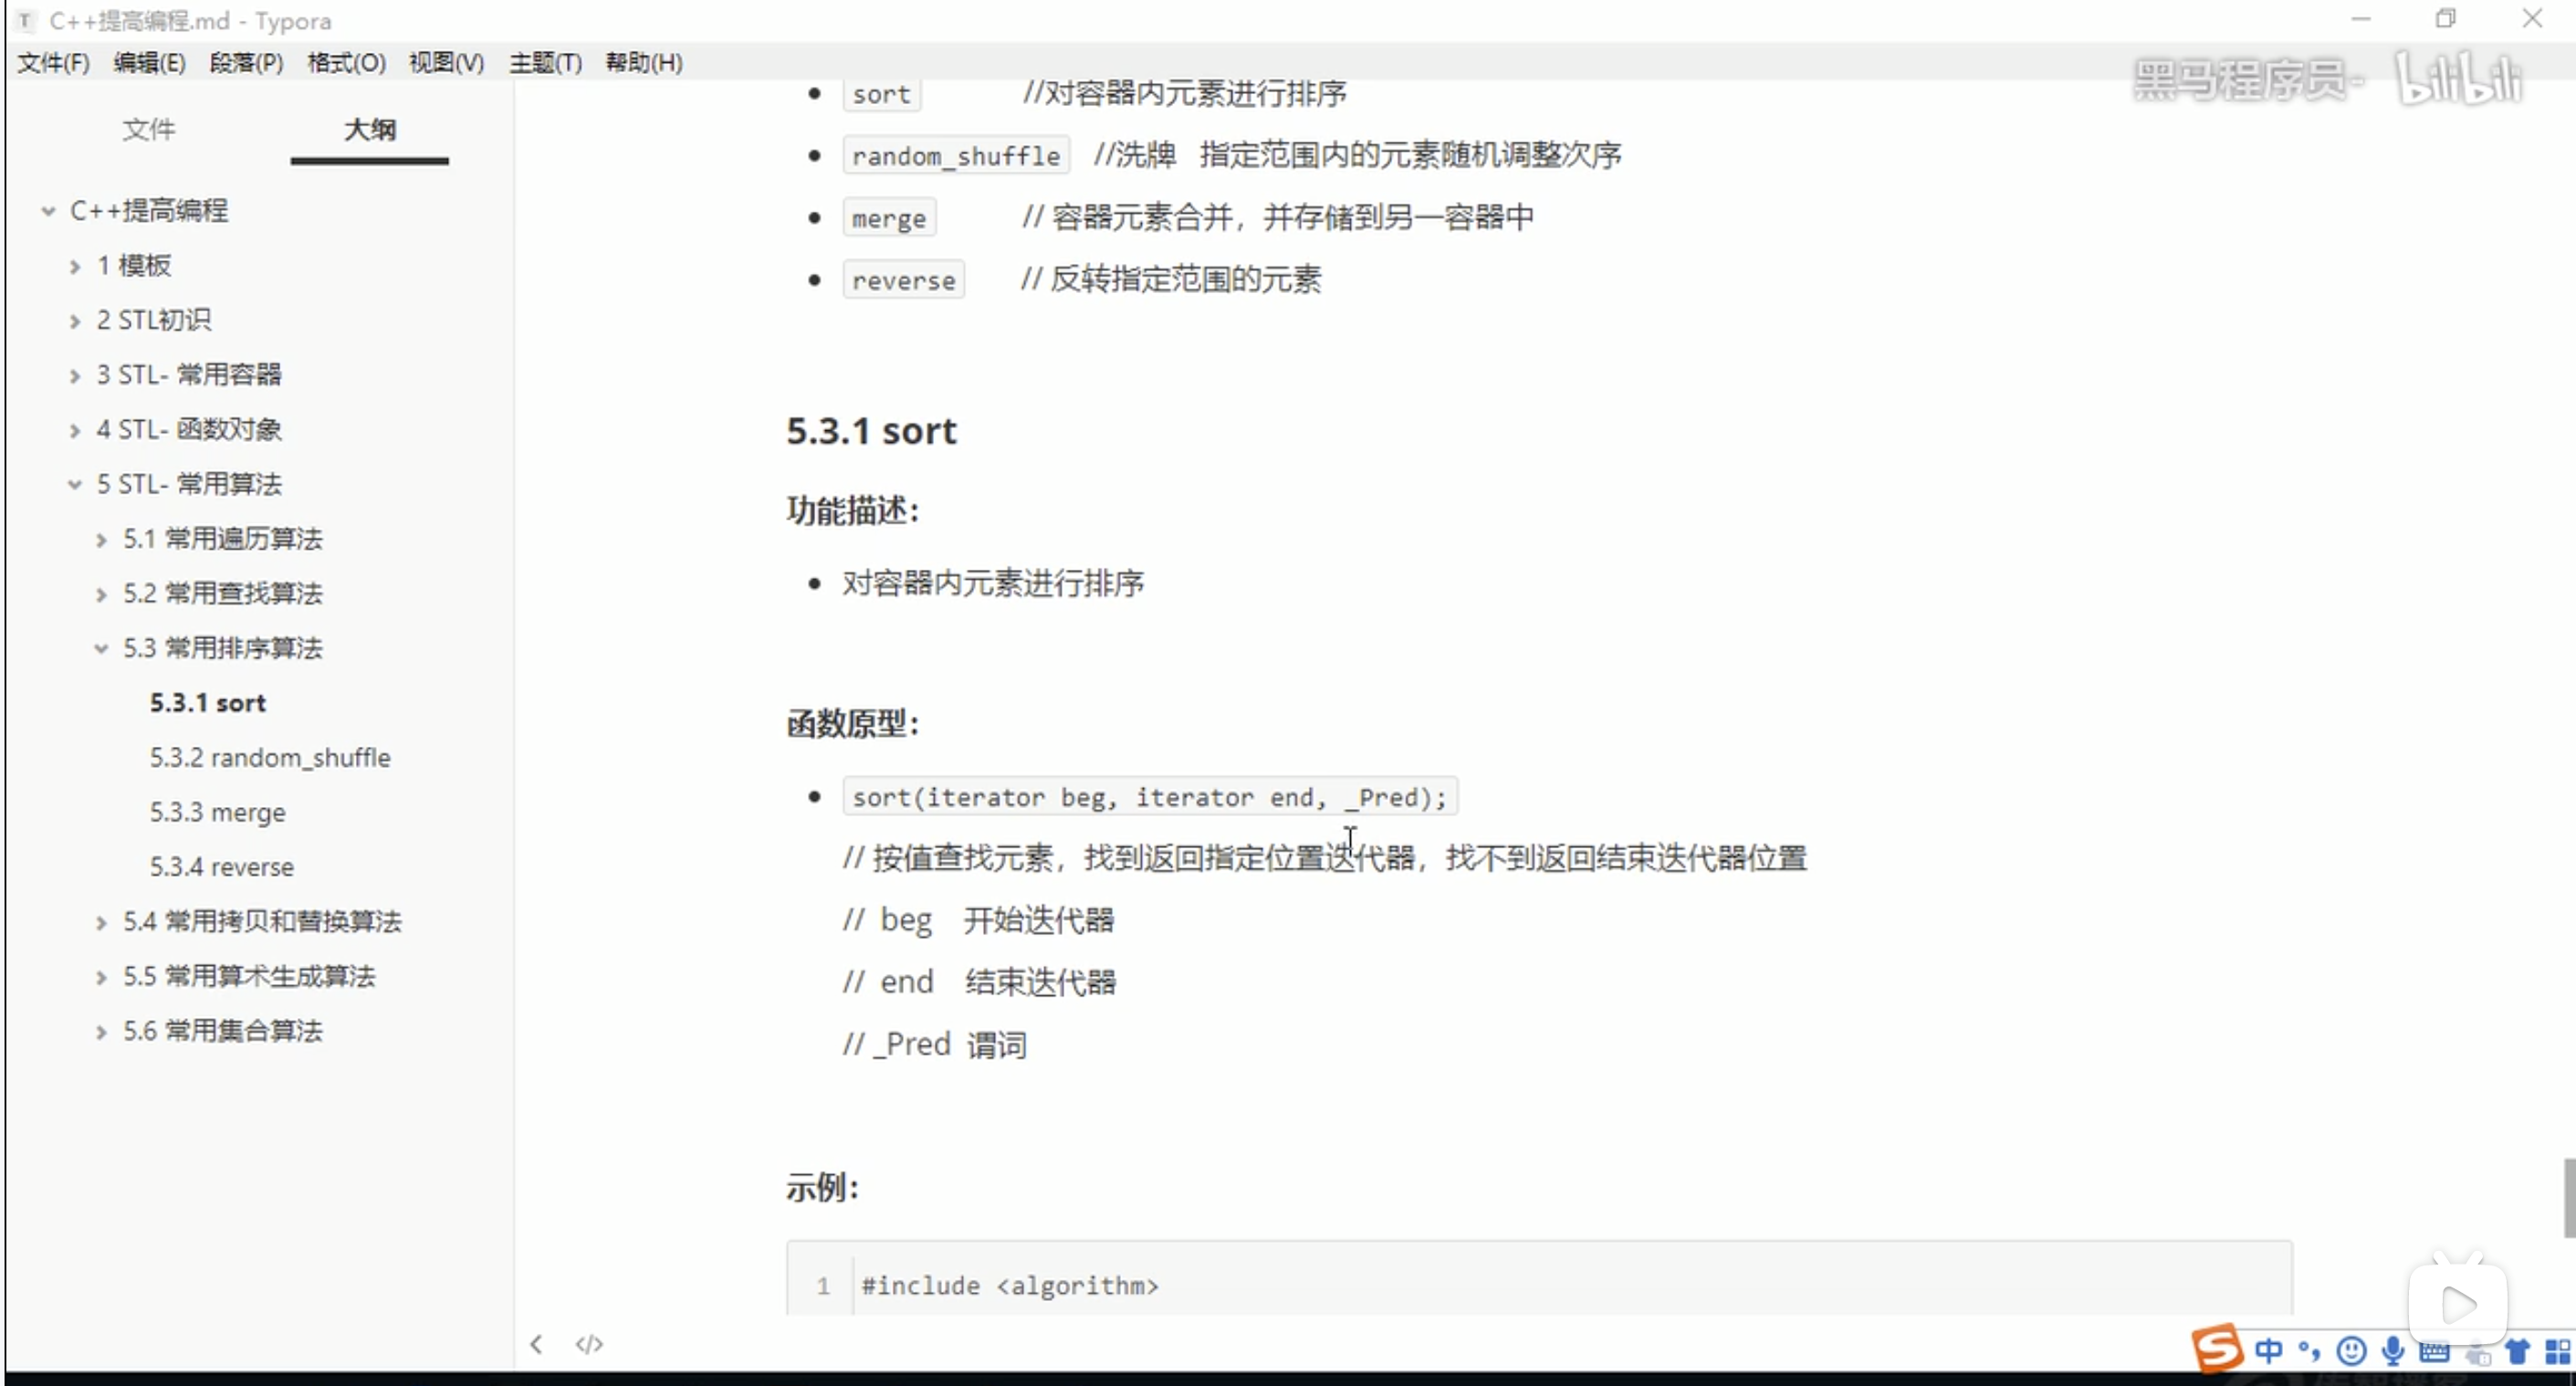 C++提高编程.md - Typora
文件(F) 编辑(E) 段落(P) 格式(O) 视图(V) 主题(T) 帮助(H)
黑马程序员- bilibili
文件 大纲
C++提高编程
1 模板
2 STL初识
3 STL- 常用容器
4 STL- 函数对象
5 STL- 常用算法
5.1 常用遍历算法
5.2 常用查找算法
5.3 常用排序算法
5.3.1 sort
5.3.2 random_shuffle
5.3.3 merge
5.3.4 reverse
5.4 常用拷贝和替换算法
5.5 常用算术生成算法
5.6 常用集合算法
sort //对容器内元素进行排序
random_shuffle //洗牌 指定范围内的元素随机调整次序
merge // 容器元素合并，并存储到另一容器中
reverse // 反转指定范围的元素
5.3.1 sort
功能描述：
对容器内元素进行排序
函数原型：
sort(iterator beg, iterator end, _Pred);
// 按值查找元素，找到返回指定位置迭代器，找不到返回结束迭代器位置
// beg 开始迭代器
// end 结束迭代器
// _Pred 谓词
示例：
1 #include <algorithm>
中